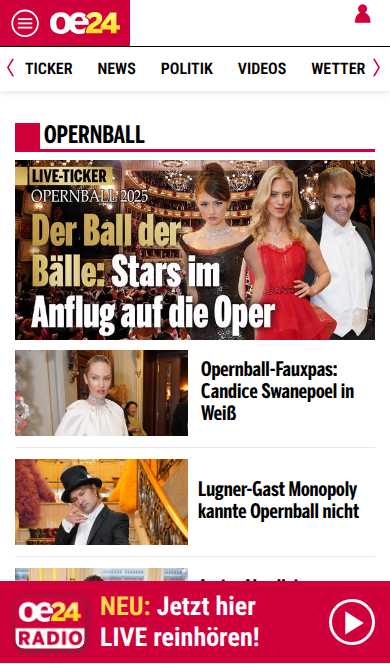 oe24
TICKER NEWS POLITIK VIDEOS WETTER
OPERNBALL
LIVE-TICKER
OPERNBALL 2025
Der Ball der
Bälle: Stars im
Anflug auf die Oper
Opernball-Fauxpas:
Candice Swanepoel in
Weiß
Lugner-Gast Monopoly
kannte Opernball nicht
oe24
RADIO
NEU: Jetzt hier
LIVE reinhören!